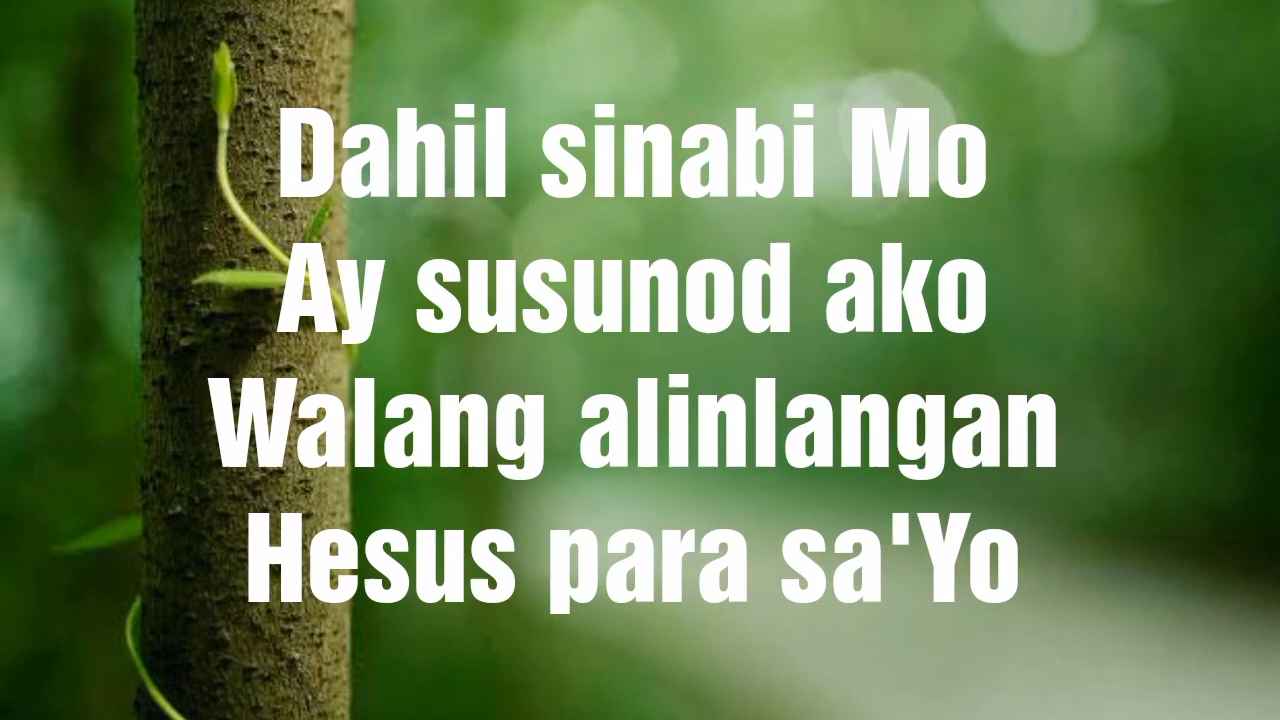 Dahil sinabi Mo
Ay susunod ako
Walang alinlangan
Hesus para sa'Yo